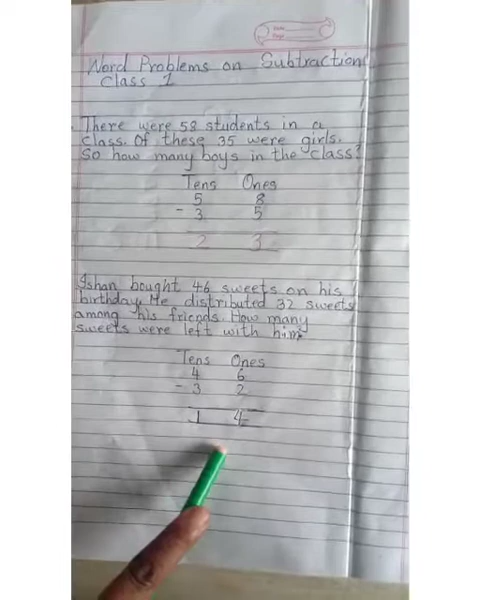 Word Problems on Subtraction
Class 1
There were 58 students in a
class. Of these 35 were girls.
So how many boys in the class?
Tens Ones
5 8
- 3 5
2 3
Ishan bought 46 sweets on his
birthday. He distributed 32 sweets
among his friends. How many
sweets were left with him?
Tens Ones
4 6
- 3 2
1 4